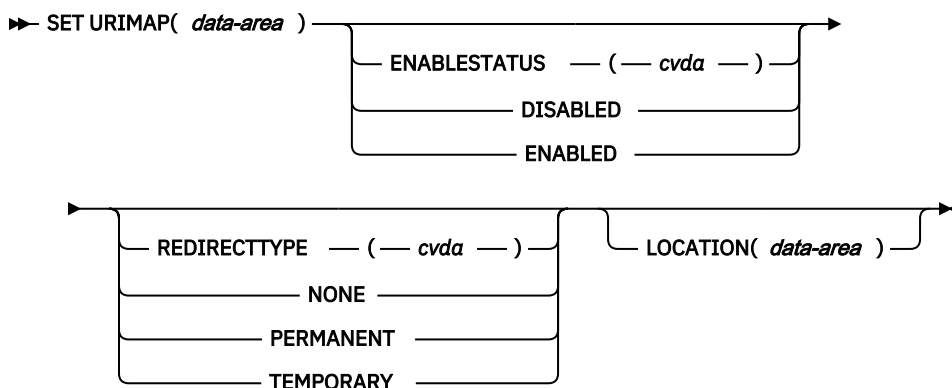 SET URIMAP( data-area )
ENABLESTATUS ( cvda )
DISABLED
ENABLED
REDIRECTTYPE ( cvda )
LOCATION( data-area )
NONE
PERMANENT
TEMPORARY